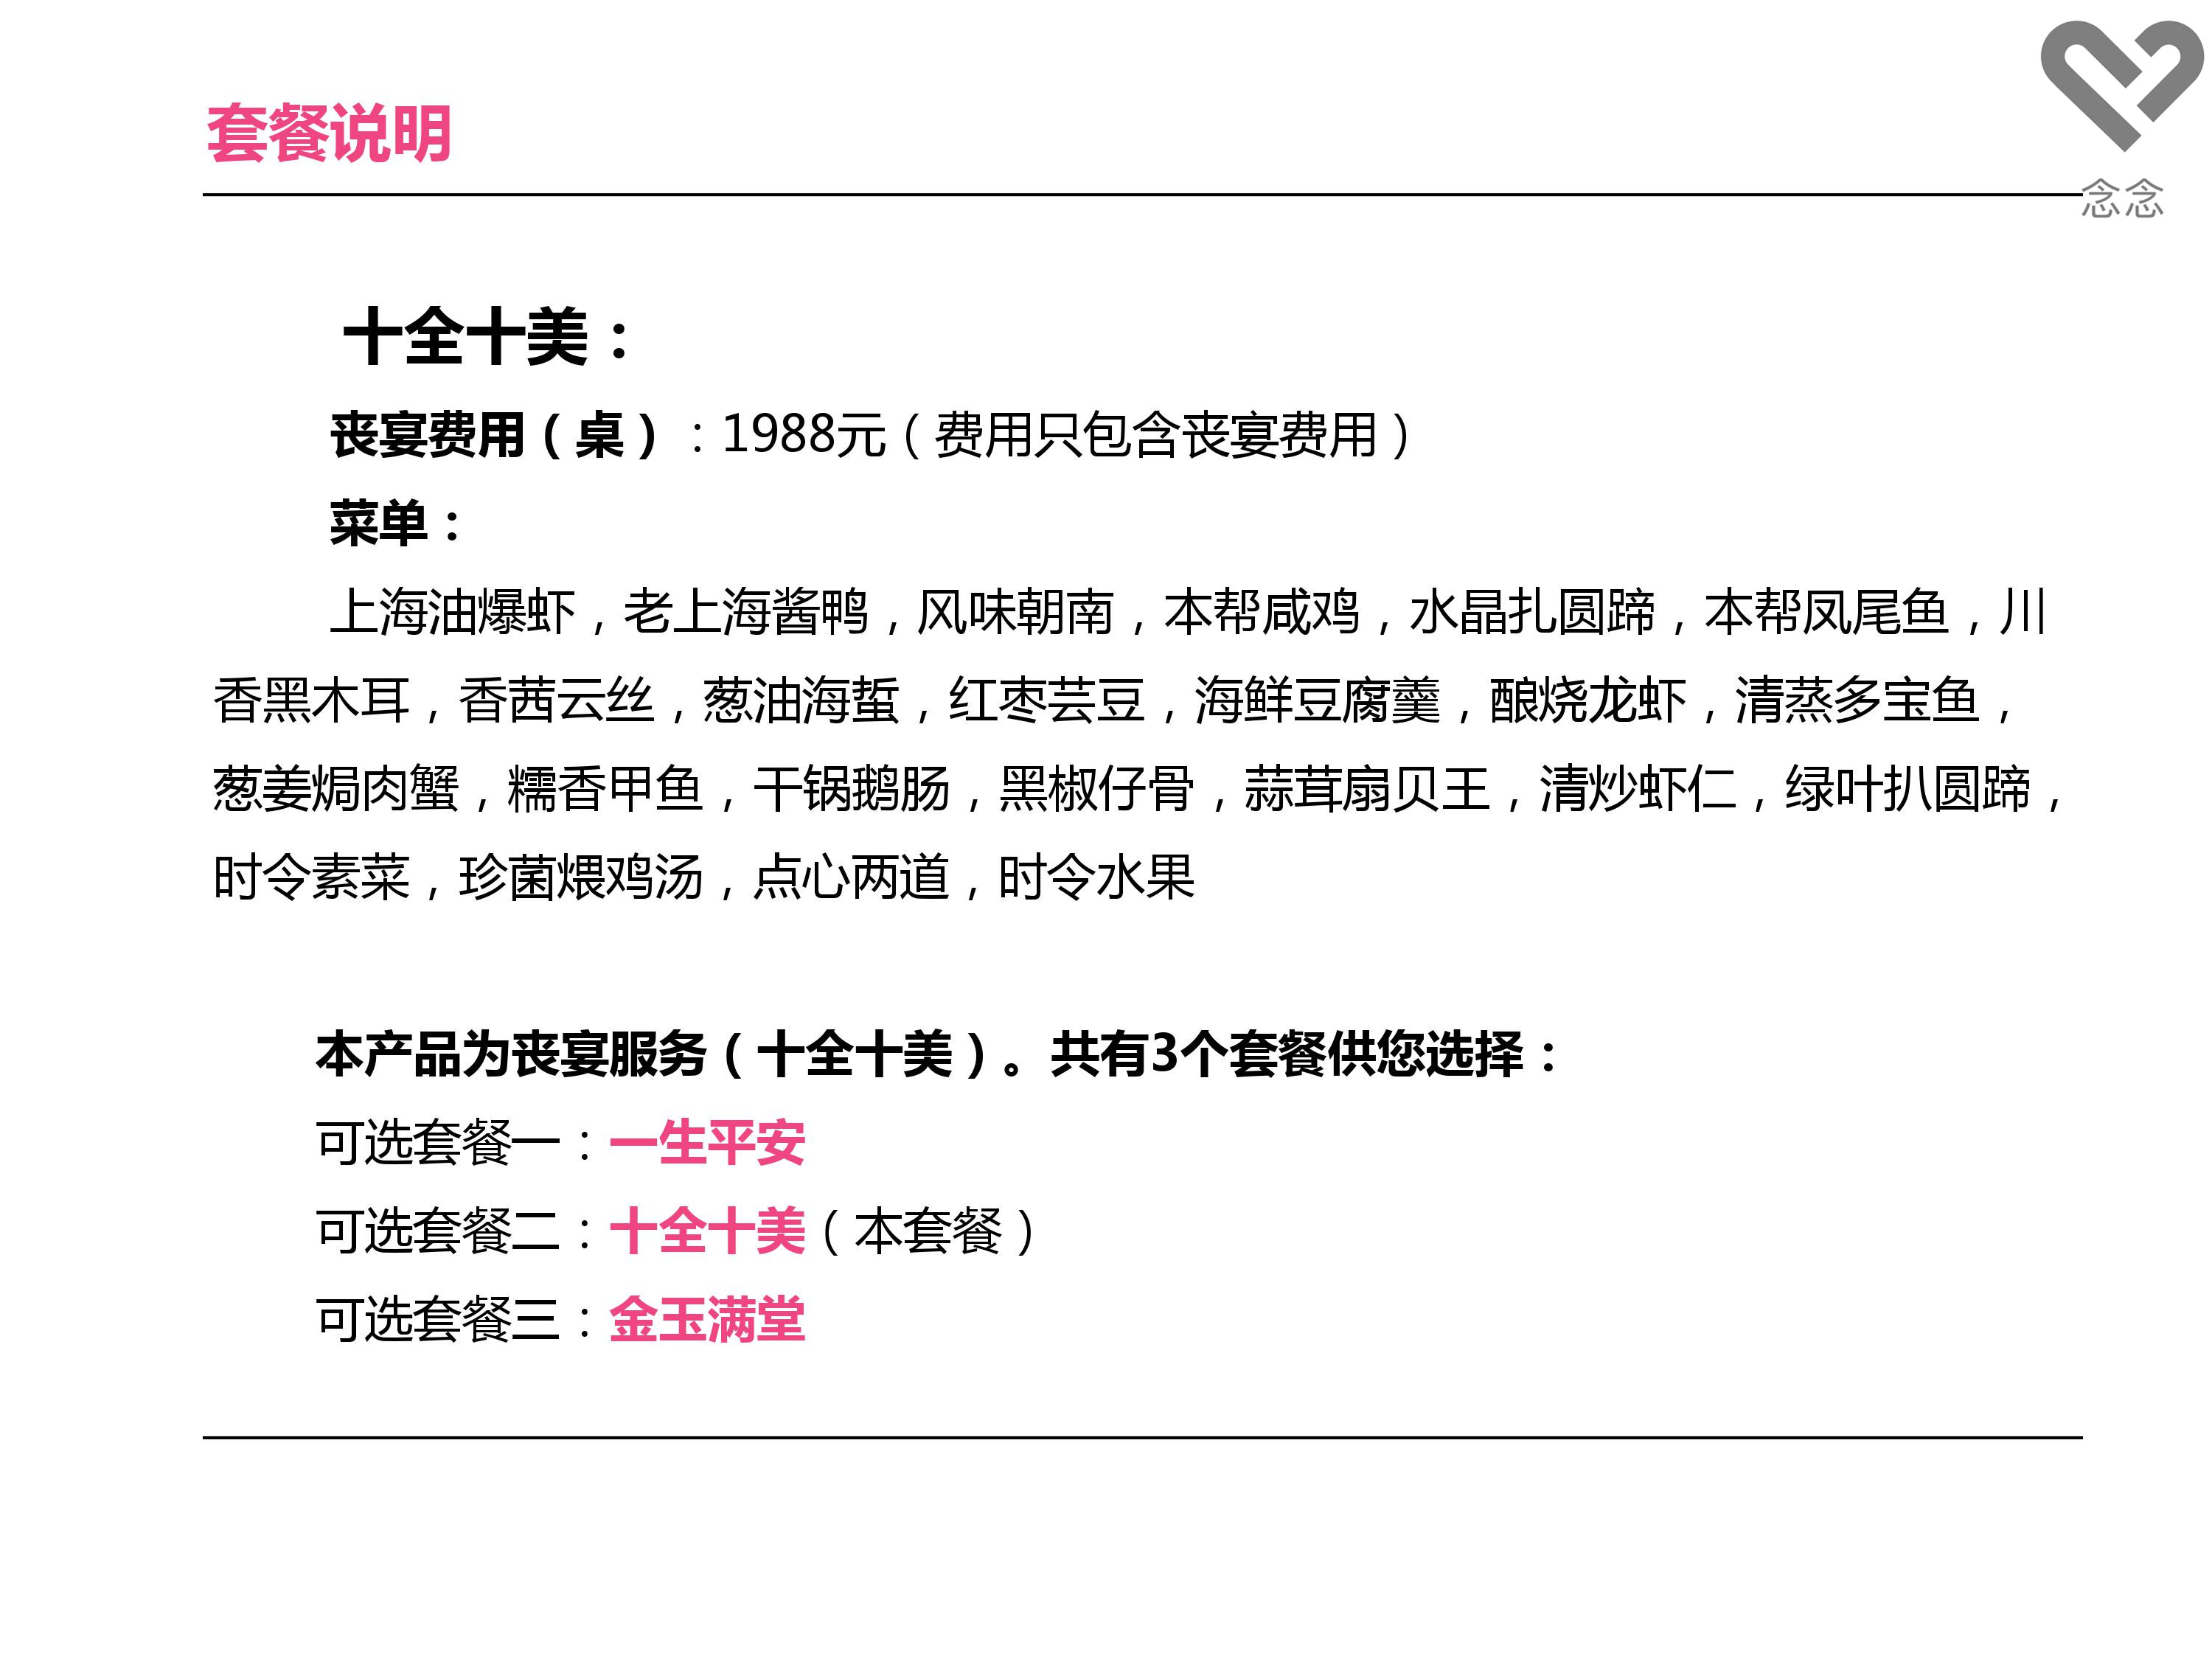 念念
套餐说明
十全十美：
丧宴费用（桌）：1988元（费用只包含丧宴费用）
菜单：
上海油爆虾，老上海酱鸭，风味朝南，本帮咸鸡，水晶扎圆蹄，本帮凤尾鱼，川
香黑木耳，香茜云丝，葱油海蜇，红枣芸豆，海鲜豆腐羹，酿烧龙虾，清蒸多宝鱼，
葱姜焗肉蟹，糯香甲鱼，干锅鹅肠，黑椒仔骨，蒜茸扇贝王，清炒虾仁，绿叶扒圆蹄，
时令素菜，珍菌煨鸡汤，点心两道，时令水果
本产品为丧宴服务（十全十美）。共有3个套餐供您选择：
可选套餐一：一生平安
可选套餐二：十全十美（本套餐）
可选套餐三：金玉满堂